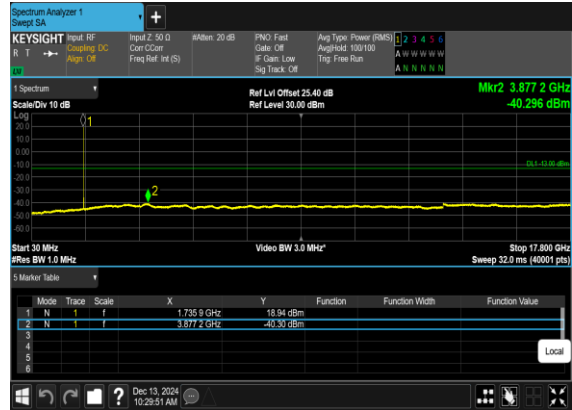 Spectrum Analyzer 1
Swept SA
+
KEYSIGHT Input: RF Input Z: 50 Ω #Atten: 20 dB PNO: Fast Avg Type: Power (RMS) 1 2 3 4 5 6
R T Coupling: DC Corr CCorr Gate: Off Avg|Hold: 100/100 A W W W W W
Align: Off Freq Ref: Int (S) IF Gain: Low Trig: Free Run
Sig Track: Off A N N N N N
1 Spectrum Ref Lvl Offset 25.40 dB Mkr2 3.877 2 GHz
Scale/Div 10 dB Ref Level 30.00 dBm -40.296 dBm
Log
1
20.0
10.0
0.00
-10.0
DL1 -13.00 dBm
-20.0
-30.0
2
-40.0
-50.0
-60.0
Start 30 MHz Video BW 3.0 MHz* Stop 17.800 GHz
#Res BW 1.0 MHz Sweep 32.0 ms (40001 pts)
5 Marker Table
Mode Trace Scale X Y Function Function Width Function Value
1 N 1 f 1.735 9 GHz 18.94 dBm
2 N 1 f 3.877 2 GHz -40.30 dBm
3
4
5
6
Local
? Dec 13, 2024
10:29:51 AM